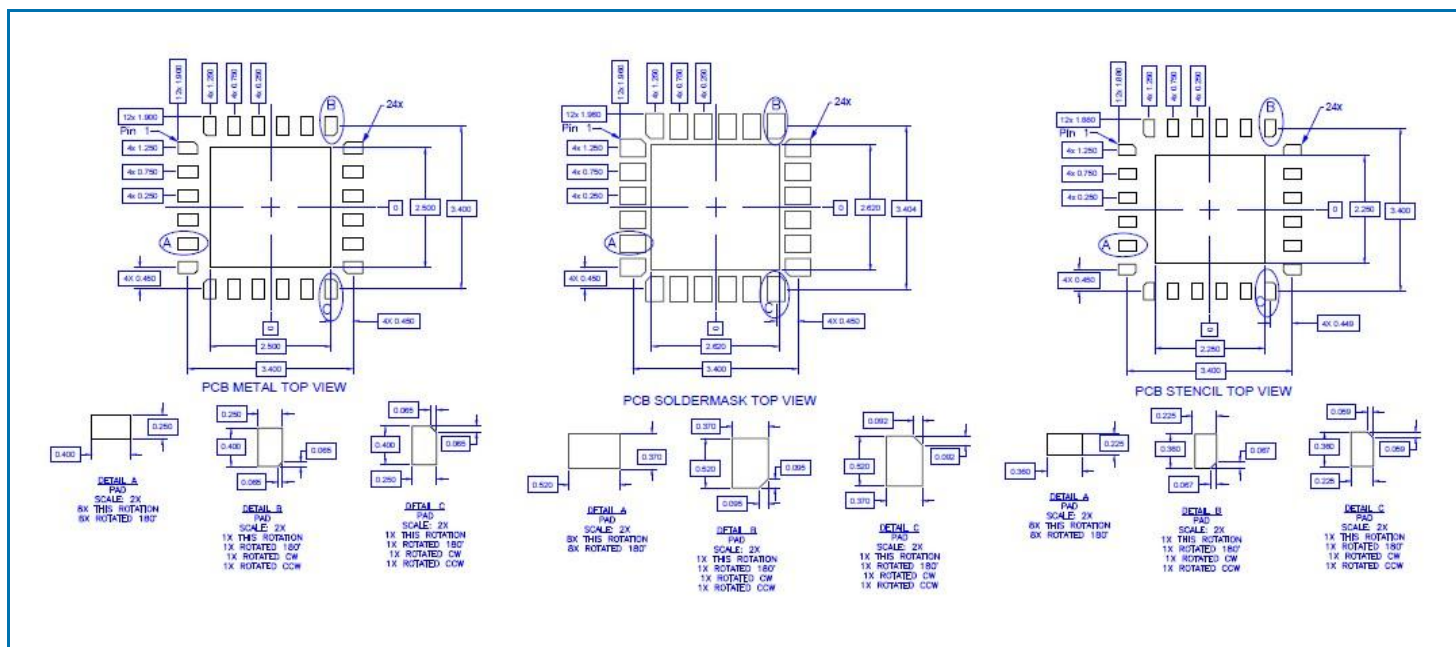 12x 1.900
4x 1.250
4x 0.750
4x 0.250
12x 1.900
Pin 1
B
24x
4x 1.250
4x 0.750
4x 0.250
0
2.500
3.400
A
4X 0.450
C
0
4X 0.450
2.500
3.400
PCB METAL TOP VIEW
12x 1.960
4x 1.250
4x 0.750
4x 0.250
12x 1.960
Pin 1
B
24x
4x 1.250
4x 0.750
4x 0.250
0
2.620
3.404
A
4X 0.450
C
0
4X 0.450
2.620
3.400
PCB SOLDERMASK TOP VIEW
12x 1.880
4x 1.250
4x 0.750
4x 0.250
12x 1.880
Pin 1
B
24x
4x 1.250
4x 0.750
4x 0.250
0
2.250
3.400
A
4X 0.450
C
0
4X 0.449
2.250
3.400
PCB STENCIL TOP VIEW
0.250
0.400
DETAIL A
PAD
SCALE: 2X
8X THIS ROTATION
8X ROTATED 180°
0.250
0.400
0.065
0.065
DETAIL B
PAD
SCALE: 2X
1X THIS ROTATION
1X ROTATED 180°
1X ROTATED CW
1X ROTATED CCW
0.065
0.400
0.065
0.250
DETAIL C
PAD
SCALE: 2X
1X THIS ROTATION
1X ROTATED 180°
1X ROTATED CW
1X ROTATED CCW
0.370
0.520
DETAIL A
PAD
SCALE: 2X
8X THIS ROTATION
8X ROTATED 180°
0.370
0.520
0.095
0.095
DETAIL B
PAD
SCALE: 2X
1X THIS ROTATION
1X ROTATED 180°
1X ROTATED CW
1X ROTATED CCW
0.092
0.520
0.092
0.370
DETAIL C
PAD
SCALE: 2X
1X THIS ROTATION
1X ROTATED 180°
1X ROTATED CW
1X ROTATED CCW
0.225
0.360
DETAIL A
PAD
SCALE: 2X
8X THIS ROTATION
8X ROTATED 180°
0.225
0.360
0.067
0.067
DETAIL B
PAD
SCALE: 2X
1X THIS ROTATION
1X ROTATED 180°
1X ROTATED CW
1X ROTATED CCW
0.059
0.360
0.059
0.225
DETAIL C
PAD
SCALE: 2X
1X THIS ROTATION
1X ROTATED 180°
1X ROTATED CW
1X ROTATED CCW